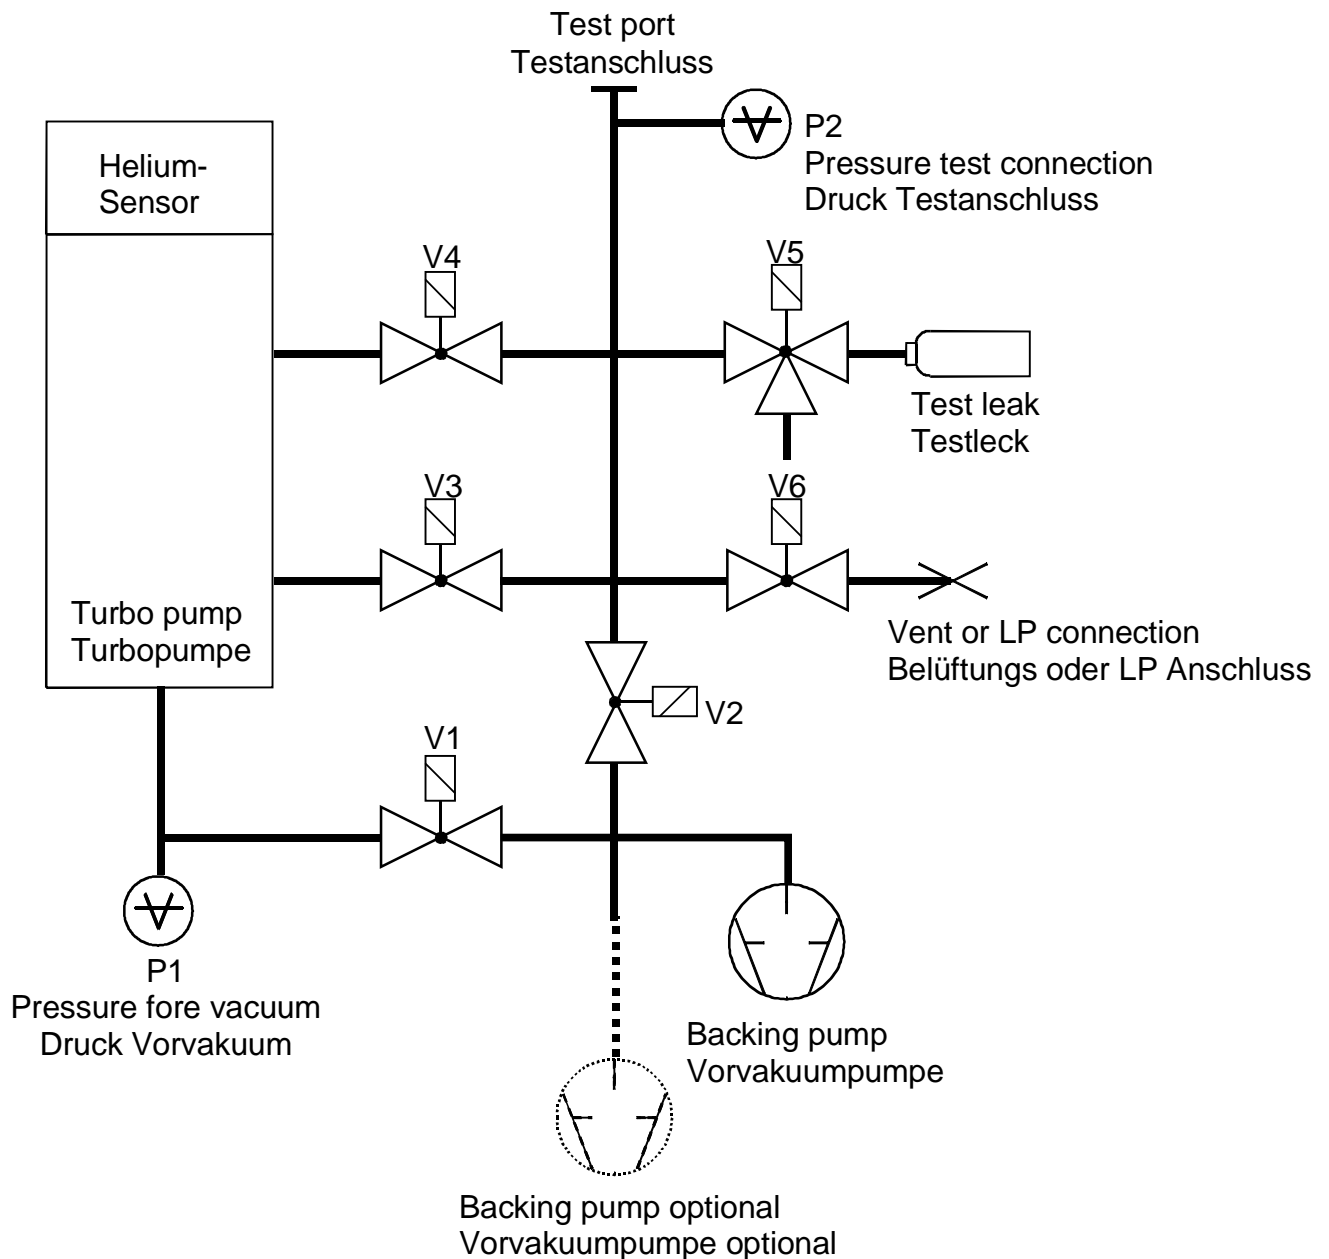 Test port
Testanschluss
P2
Pressure test connection
Druck Testanschluss
Helium-
Sensor
V4
V5
Test leak
Testleck
V3
V6
Turbo pump
Turbopumpe
Vent or LP connection
Belüftungs oder LP Anschluss
V2
V1
P1
Pressure fore vacuum
Druck Vorvakuum
Backing pump
Vorvakuumpumpe
Backing pump optional
Vorvakuumpumpe optional